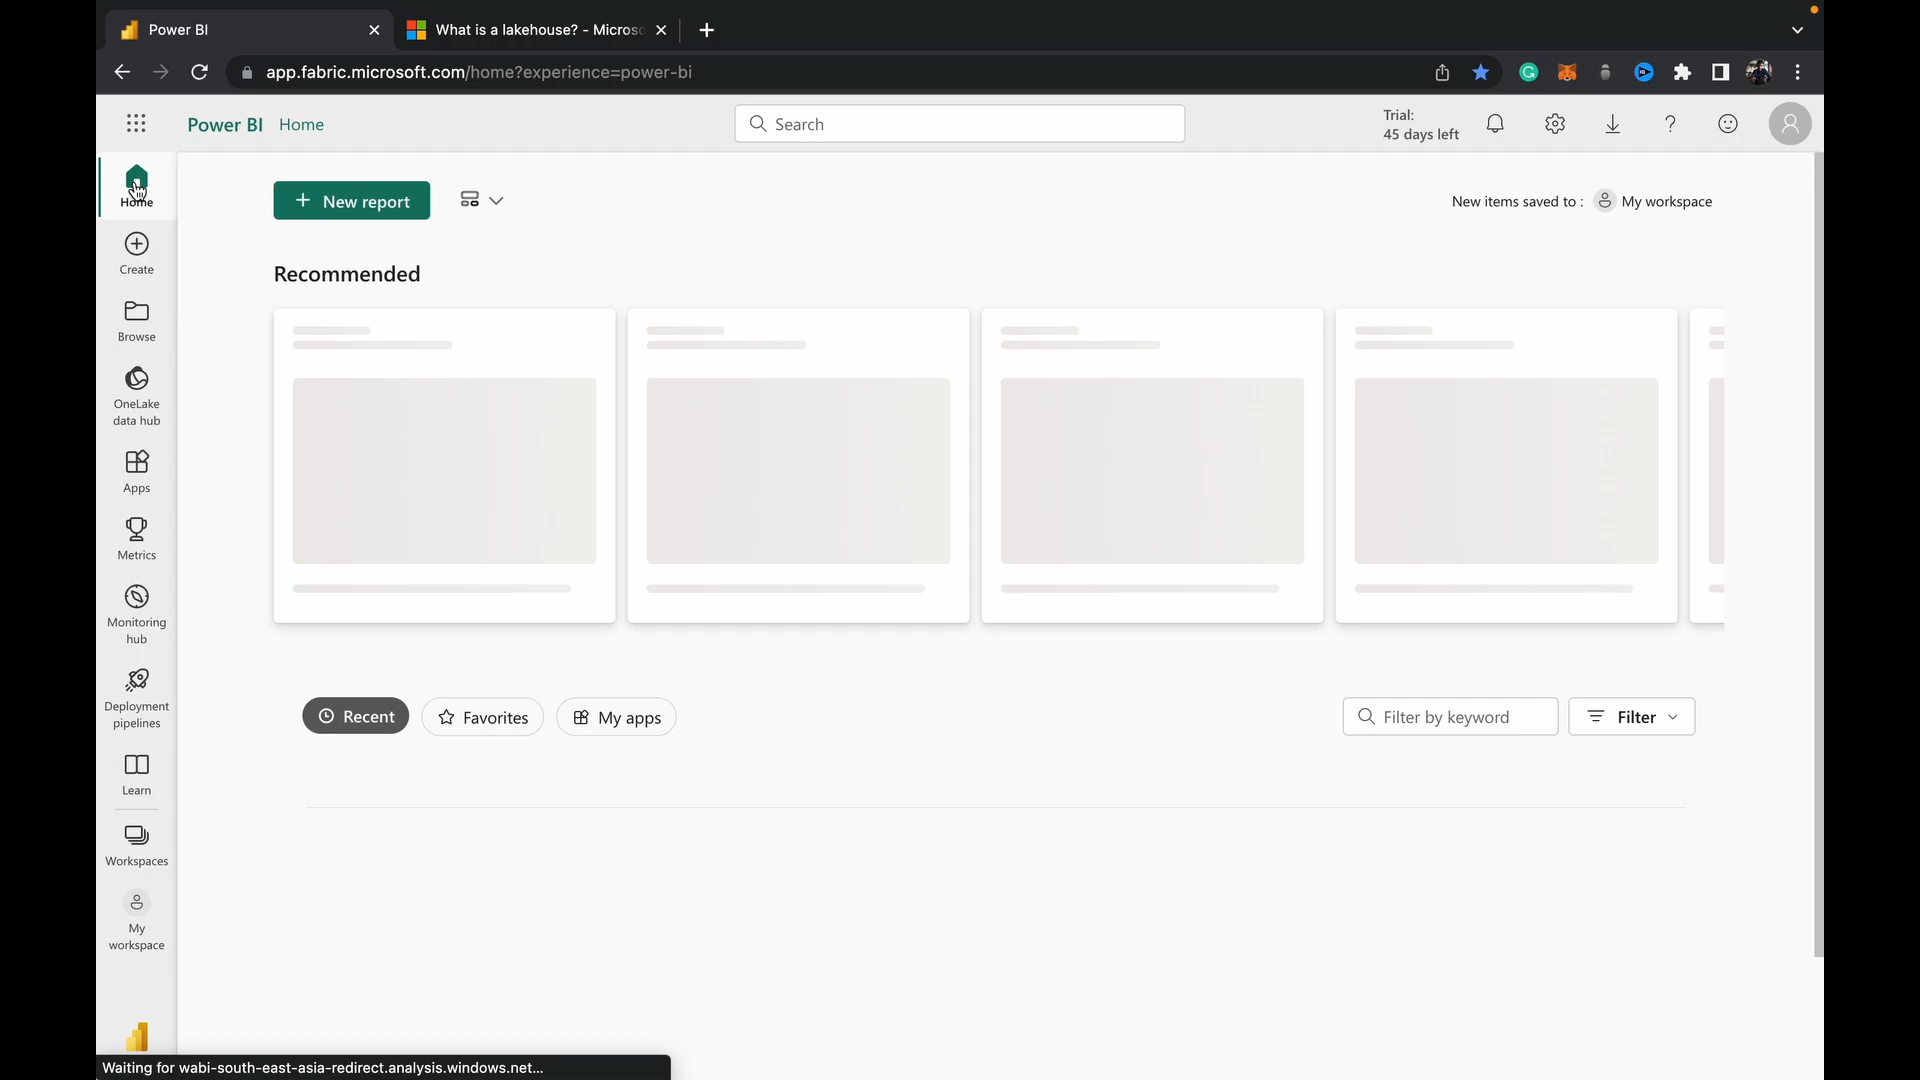 Power BI
What is a lakehouse? - Micros
app.fabric.microsoft.com/home?experience=power-bi
Power BI Home
Search
Trial:
45 days left
Home
Create
Browse
OneLake
data hub
Apps
Metrics
Monitoring
hub
Deployment
pipelines
Learn
Workspaces
My
workspace
New report
New items saved to : My workspace
Recommended
Recent
Favorites
My apps
Filter by keyword
Filter
Waiting for wabi-south-east-asia-redirect.analysis.windows.net...